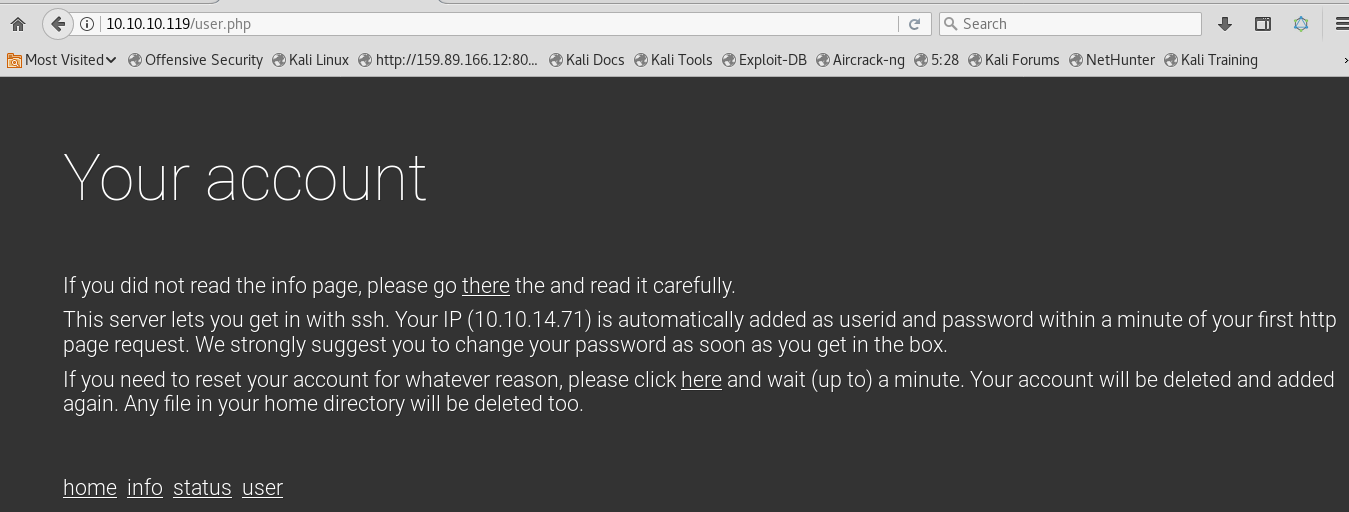 10.10.10.119/user.php
Search
Most Visited Offensive Security Kali Linux http://159.89.166.12:80... Kali Docs Kali Tools Exploit-DB Aircrack-ng 5:28 Kali Forums NetHunter Kali Training
Your account
If you did not read the info page, please go there the and read it carefully.
This server lets you get in with ssh. Your IP (10.10.14.71) is automatically added as userid and password within a minute of your first http
page request. We strongly suggest you to change your password as soon as you get in the box.
If you need to reset your account for whatever reason, please click here and wait (up to) a minute. Your account will be deleted and added
again. Any file in your home directory will be deleted too.
home info status user